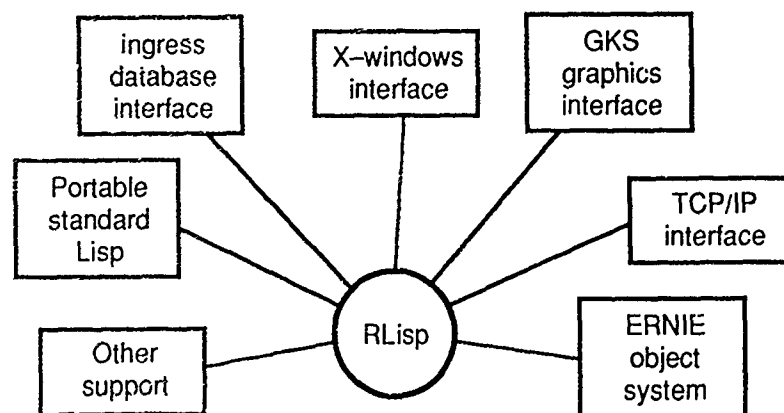 ingress
database
interface
X–windows
interface
GKS
graphics
interface
Portable
standard
Lisp
TCP/IP
interface
RLisp
Other
support
ERNIE
object
system